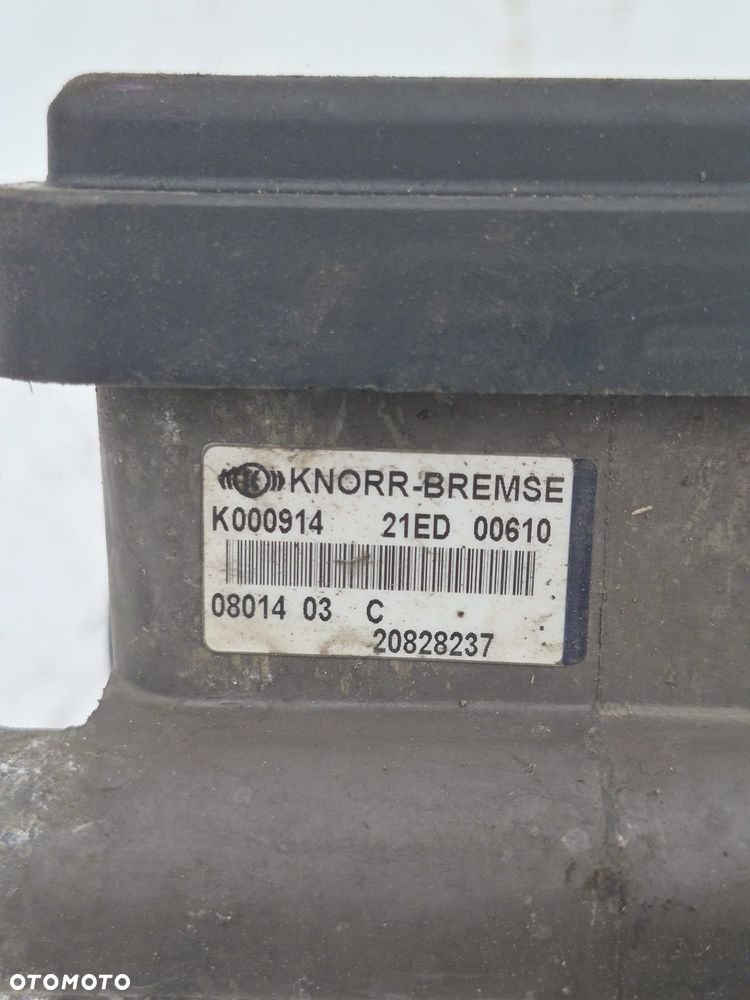 KNORR-BREMSE
K000914 21ED 00610
08014 03 C
20828237
OTOMOTO